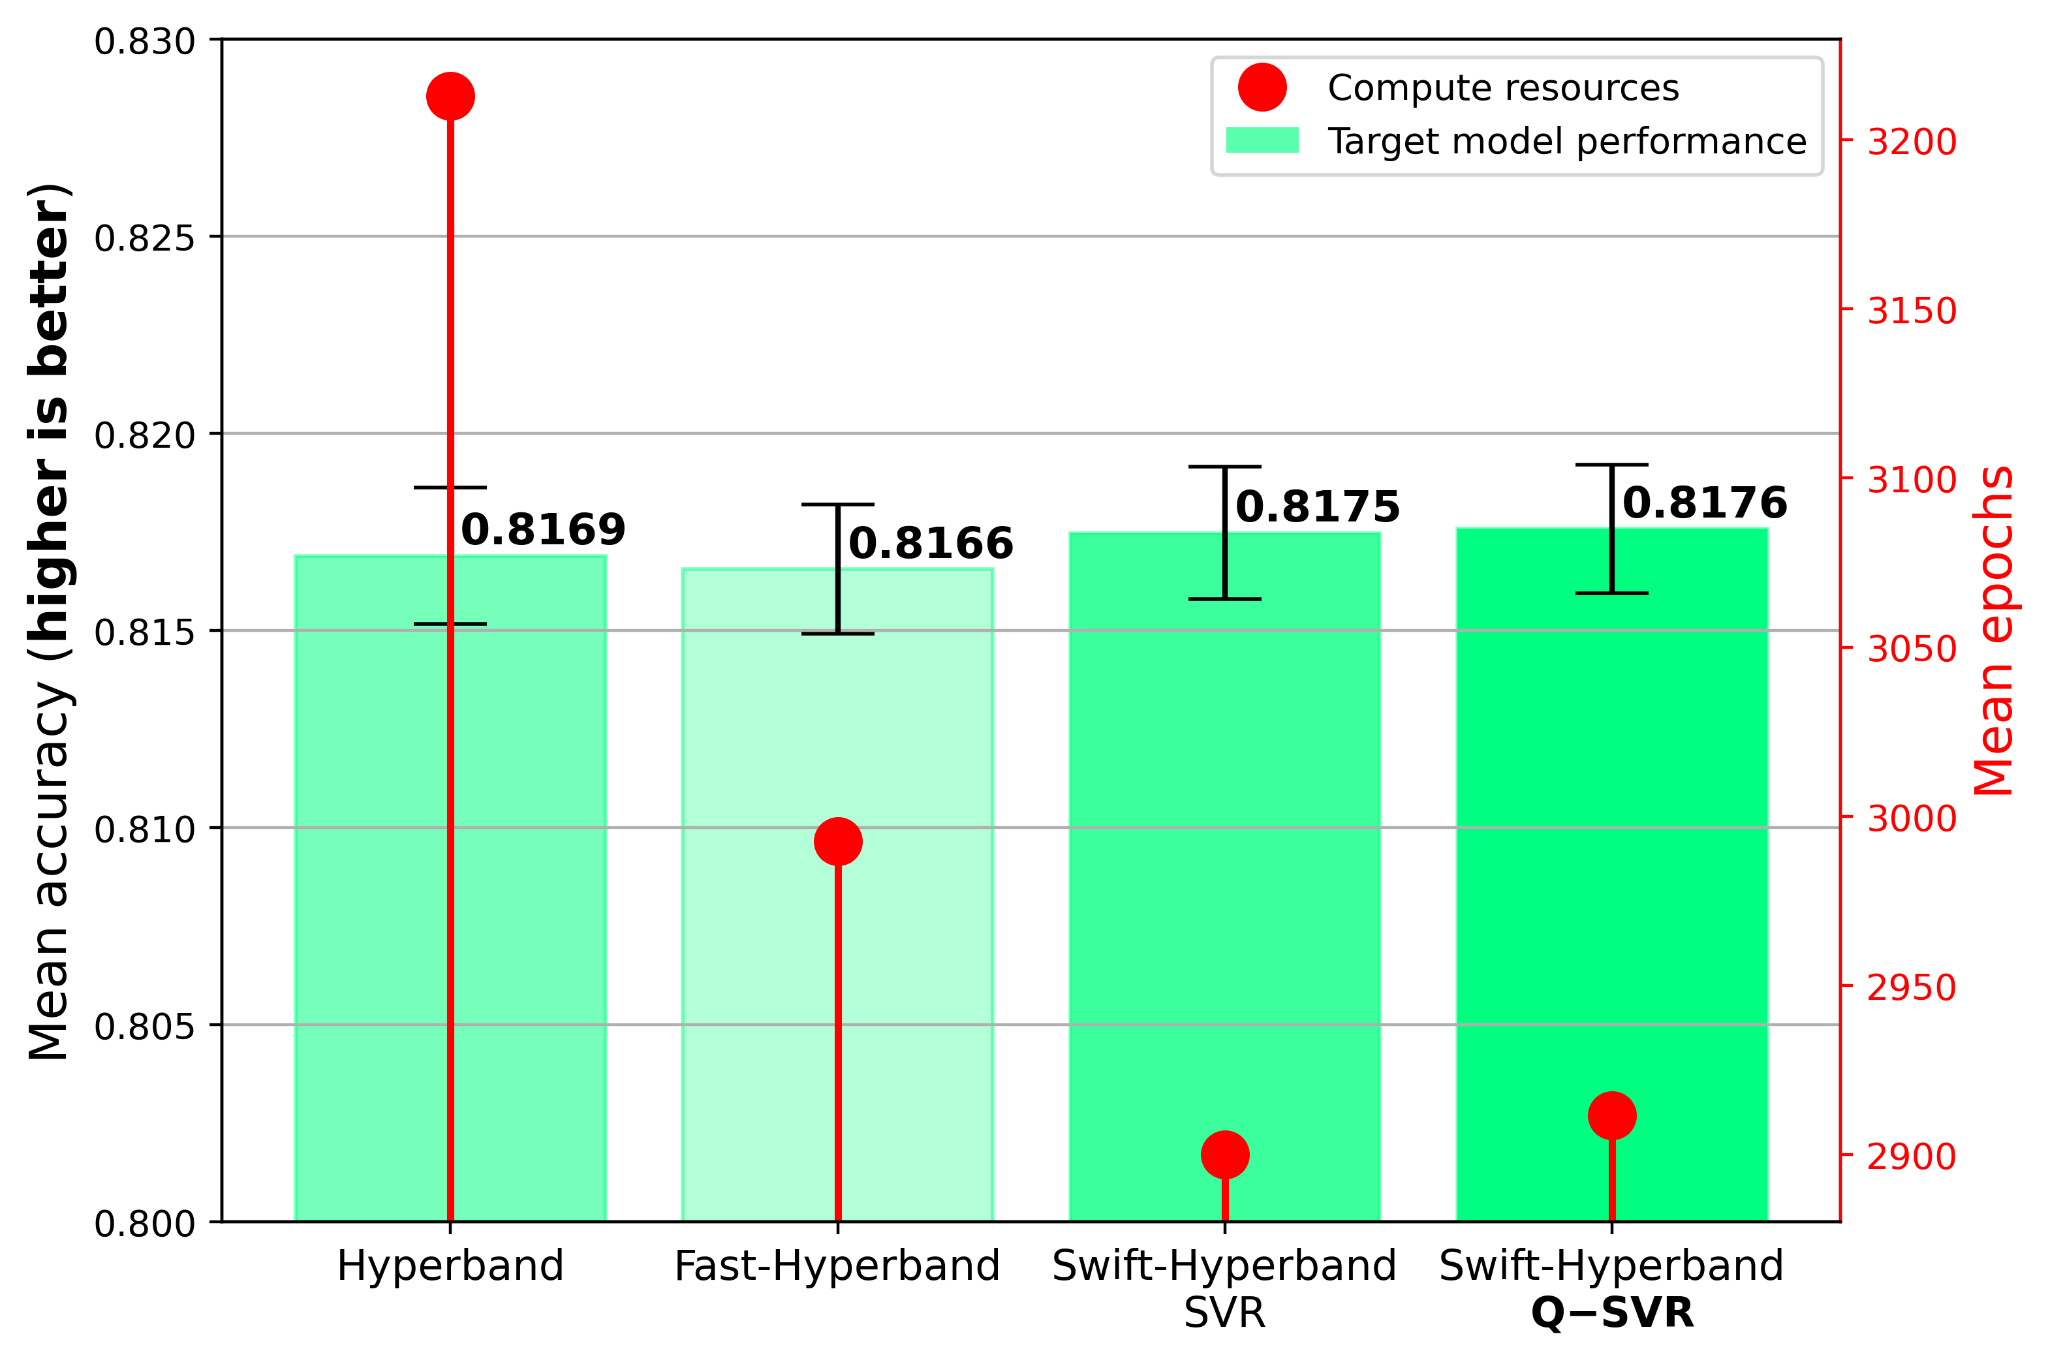 0.830
0.825
0.820
0.815
0.810
0.805
0.800
Mean accuracy (higher is better)
Compute resources
Target model performance
0.8169
0.8166
0.8175
0.8176
3200
3150
3100
3050
3000
2950
2900
Mean epochs
Hyperband
Fast-Hyperband
Swift-Hyperband
SVR
Swift-Hyperband
Q−SVR